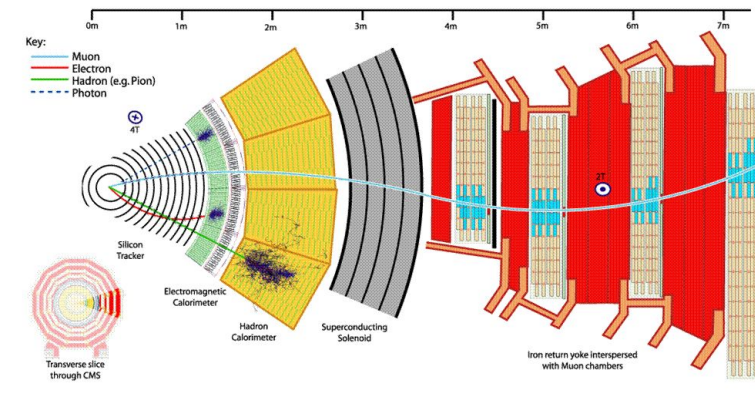 0m 1m 2m 3m 4m 5m 6m 7m
Key:
Muon
Electron
Hadron (e.g. Pion)
Photon
4T
2T
Silicon
Tracker
Electromagnetic
Calorimeter
Hadron
Calorimeter
Superconducting
Solenoid
Iron return yoke interspersed
with Muon chambers
Transverse slice
through CMS